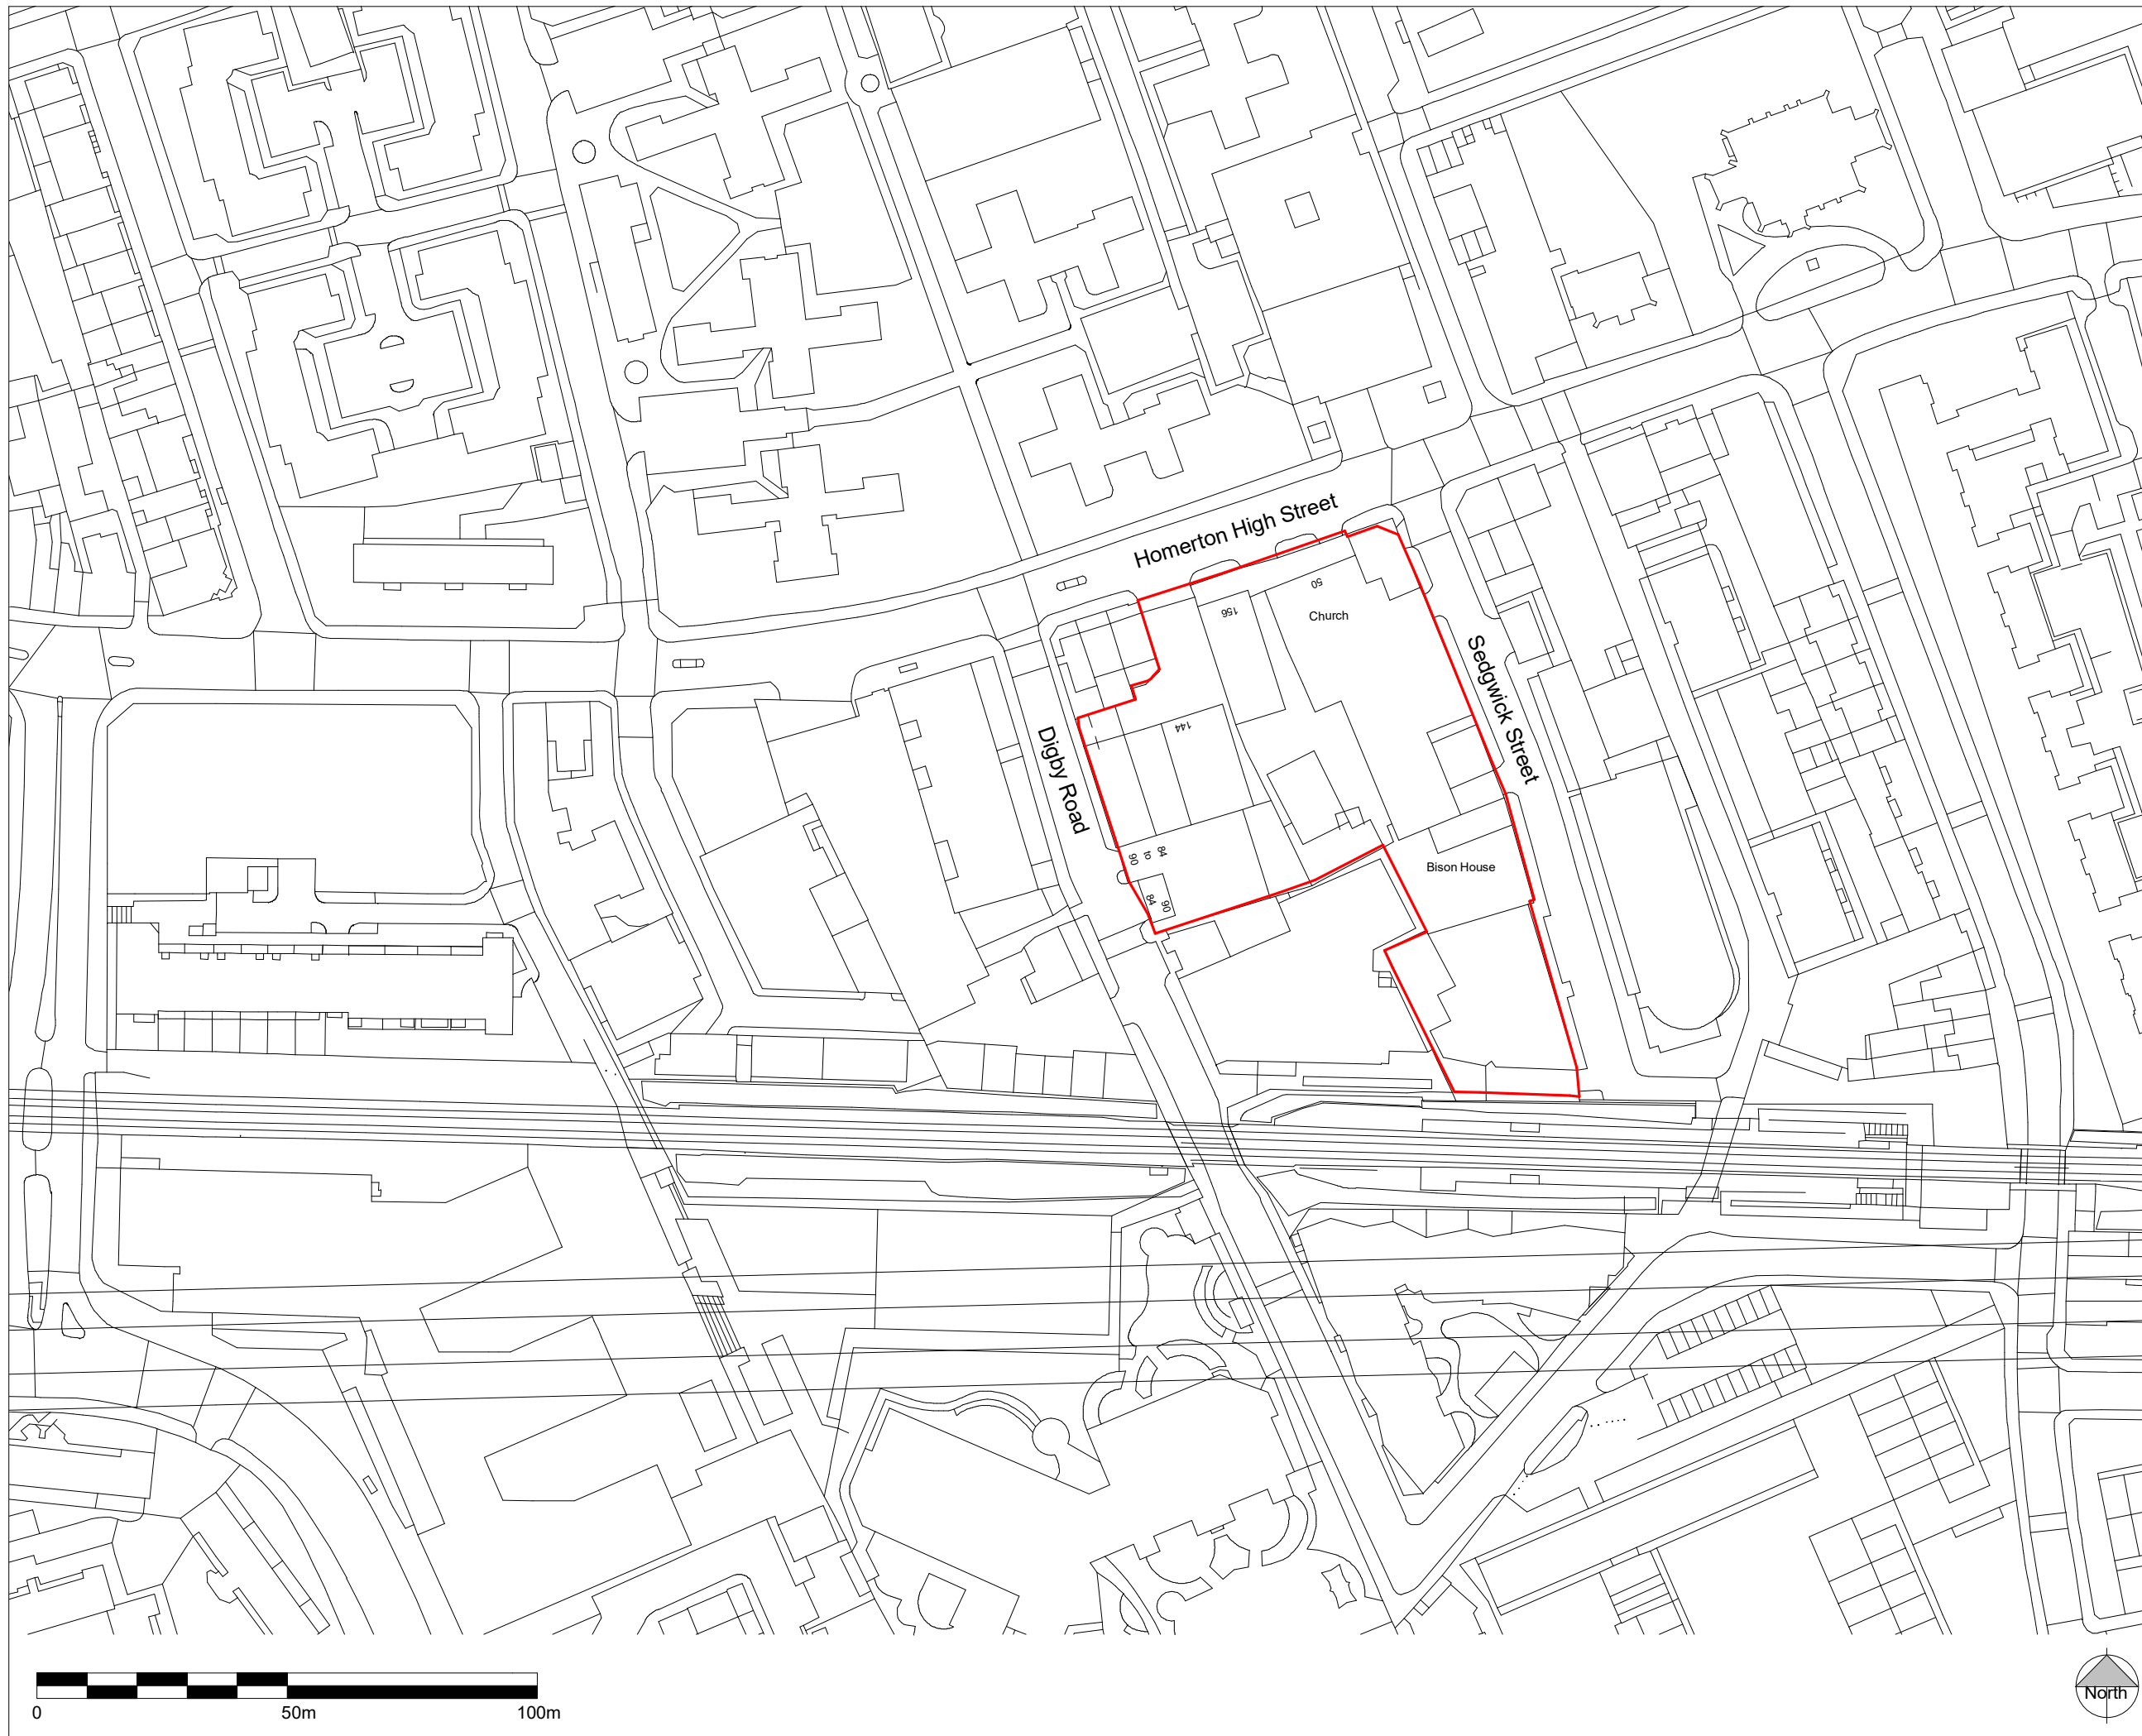 Homerton High Street
50
156
Church
Sedgwick Street
144
Digby Road
84
to
90
Bison House
84
90
0 50m 100m
North